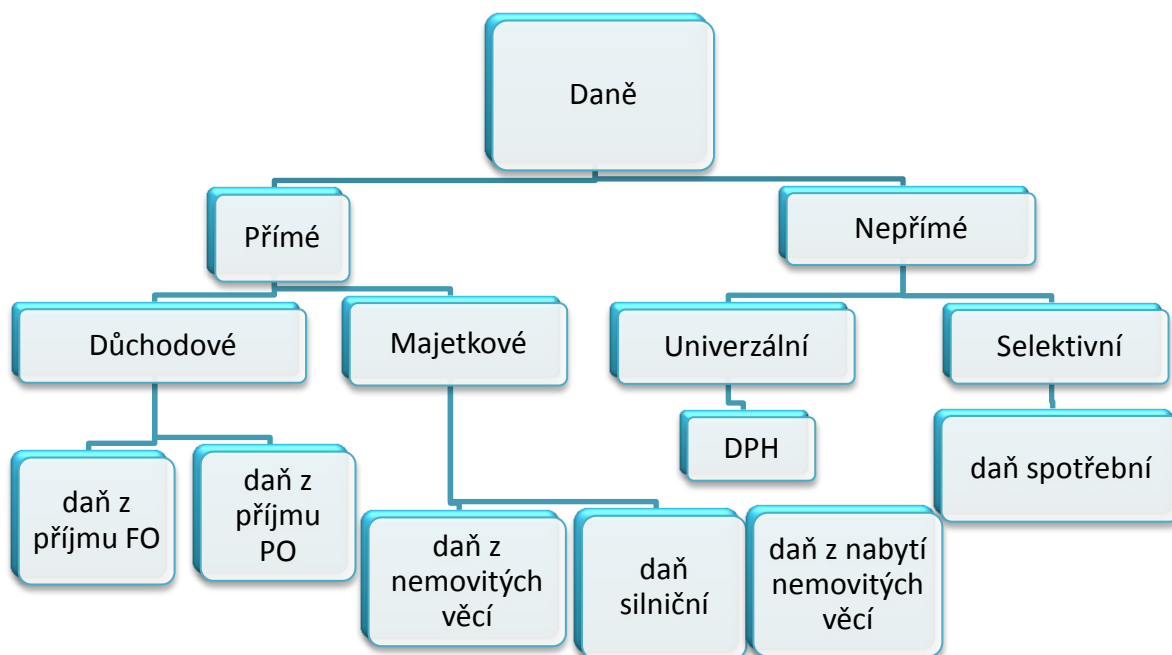 Daně
Přímé
Nepřímé
Důchodové
Majetkové
Univerzální
Selektivní
daň z
příjmu FO
daň z
příjmu
PO
daň z
nemovitých
věcí
daň
silniční
daň z nabytí
nemovitých
věcí
DPH
daň spotřební